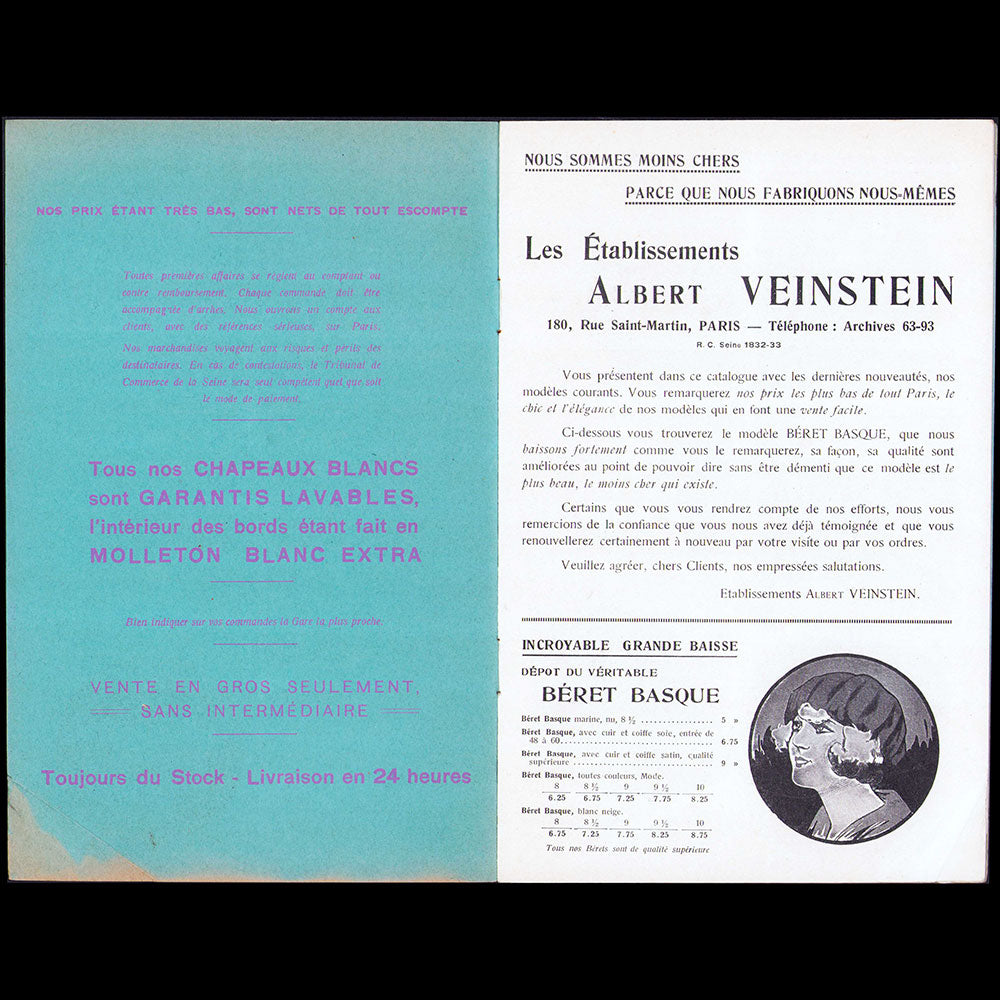 NOS PRIX ÉTANT TRÈS BAS, SONT NETS DE TOUT ESCOMPTE
Toutes premières affaires se règlent au comptant ou
contre remboursement. Chaque commande doit être
accompagnée d'arrhes. Nous ouvrons un compte aux
clients, avec des références sérieuses, sur Paris.
Nos marchandises voyagent aux risques et périls des
destinataires. En cas de contestations, le Tribunal de
Commerce de la Seine sera seul compétent quel que soit
le mode de paiement.
Tous nos CHAPEAUX BLANCS
sont GARANTIS LAVABLES,
l'intérieur des bords étant fait en
MOLLETON BLANC EXTRA
Bien indiquer sur vos commandes la Gare la plus proche.
VENTE EN GROS SEULEMENT,
SANS INTERMÉDIAIRE
Toujours du Stock - Livraison en 24 heures
NOUS SOMMES MOINS CHERS
PARCE QUE NOUS FABRIQUONS NOUS-MÊMES
Les Établissements
ALBERT VEINSTEIN
180, Rue Saint-Martin, PARIS — Téléphone : Archives 63-93
R. C. Seine 1832-33
Vous présentent dans ce catalogue avec les dernières nouveautés, nos
modèles courants. Vous remarquerez nos prix les plus bas de tout Paris, le
chic et l'élégance de nos modèles qui en font une vente facile.
Ci-dessous vous trouverez le modèle BÉRET BASQUE, que nous
baissons fortement comme vous le remarquerez, sa façon, sa qualité sont
améliorées au point de pouvoir dire sans être démenti que ce modèle est le
plus beau, le moins cher qui existe.
Certains que vous vous rendrez compte de nos efforts, nous vous
remercions de la confiance que vous nous avez déjà témoignée et que vous
renouvellerez certainement à nouveau par votre visite ou par vos ordres.
Veuillez agréer, chers Clients, nos empressées salutations.
Etablissements ALBERT VEINSTEIN.
INCROYABLE GRANDE BAISSE
DÉPOT DU VÉRITABLE
BÉRET BASQUE
Béret Basque marine, nu, 8 ½ .................. 5 »
Béret Basque, avec cuir et coiffe soie, entrée de
48 à 60..................................... 6.75
Béret Basque, avec cuir et coiffe satin, qualité
supérieure .................................. 9 »
Béret Basque, toutes couleurs, Mode.
8 8 ½ 9 9 ½ 10
6.25 6.75 7.25 7.75 8.25
Béret Basque, blanc neige.
8 8 ½ 9 9 ½ 10
6.75 7.25 7.75 8.25 8.75
Tous nos Bérets sont de qualité supérieure